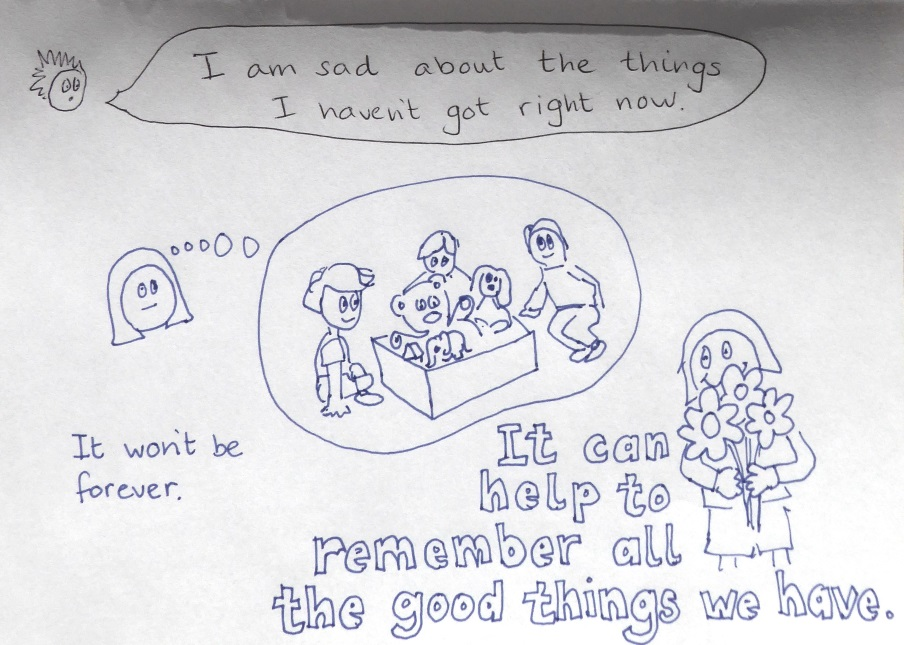 I am sad about the things
I haven't got right now.
It won't be
forever.
It can
help to
remember all
the good things we have.